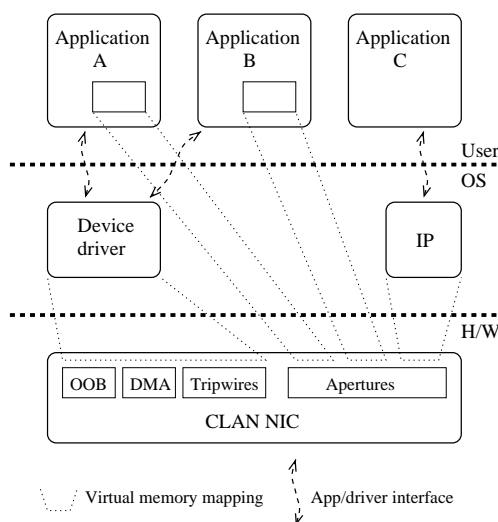 Application
A
Application
B
Application
C
User
OS
Device
driver
IP
H/W
OOB
DMA
Tripwires
Apertures
CLAN NIC
Virtual memory mapping
App/driver interface